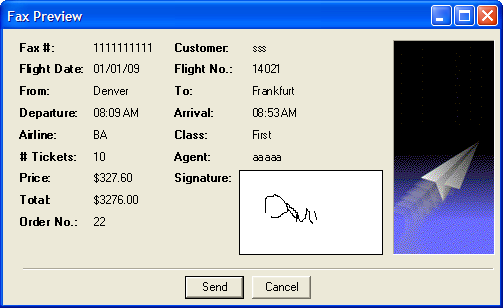 Fax Preview
Fax #: 1111111111 Customer: sss
Flight Date: 01/01/09 Flight No.: 14021
From: Denver To: Frankfurt
Departure: 08:09 AM Arrival: 08:53 AM
Airline: BA Class: First
# Tickets: 10 Agent: aaaaa
Price: $327.60 Signature:
Total: $3276.00
Order No.: 22
Send Cancel